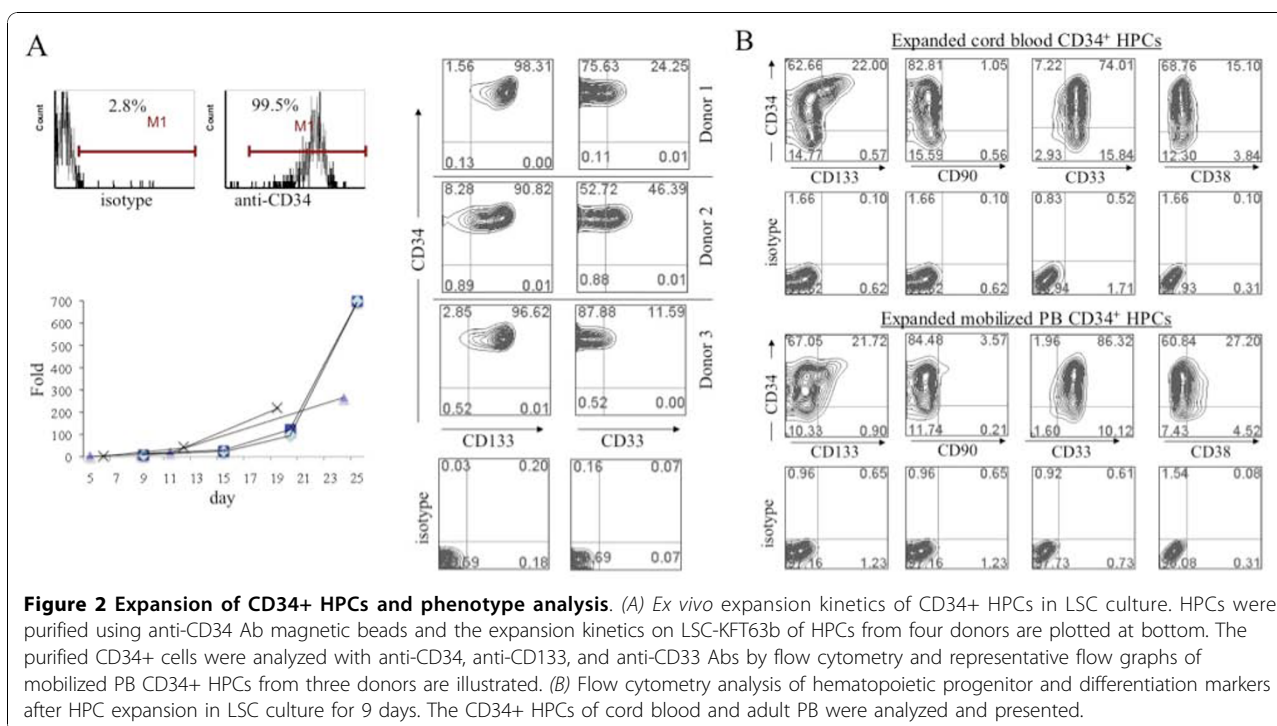 A
Count
2.8%
M1
isotype
Count
99.5%
M1
anti-CD34
Fold
700
600
500
400
300
200
100
0
5 7 9 11 13 15 17 19 21 23 25
day
CD34
1.56 98.31
0.13 0.00
75.63 24.25
0.11 0.01
Donor 1
8.28 90.82
0.89 0.01
52.72 46.39
0.88 0.01
Donor 2
2.85 96.62
0.52 0.01
87.88 11.59
0.52 0.00
Donor 3
CD133 CD33
isotype
0.03 0.20
0.18
0.16 0.07
0.07
B
Expanded cord blood CD34+ HPCs
CD34
62.66 22.00
14.77 0.57
CD133
82.81 1.05
15.59 0.56
CD90
7.22 74.01
2.93 15.84
CD33
68.76 15.10
12.30 3.84
CD38
isotype
1.66 0.10
0.62
1.66 0.10
0.62
0.83 0.52
1.71
1.66 0.10
0.31
Expanded mobilized PB CD34+ HPCs
CD34
67.05 21.72
10.33 0.90
CD133
84.48 3.57
11.74 0.21
CD90
1.96 86.32
1.60 10.12
CD33
60.84 27.20
7.43 4.52
CD38
isotype
0.96 0.65
1.23
0.96 0.65
1.23
0.92 0.61
0.73
1.54 0.08
0.31
Figure 2 Expansion of CD34+ HPCs and phenotype analysis. (A) Ex vivo expansion kinetics of CD34+ HPCs in LSC culture. HPCs were
purified using anti-CD34 Ab magnetic beads and the expansion kinetics on LSC-KFT63b of HPCs from four donors are plotted at bottom. The
purified CD34+ cells were analyzed with anti-CD34, anti-CD133, and anti-CD33 Abs by flow cytometry and representative flow graphs of
mobilized PB CD34+ HPCs from three donors are illustrated. (B) Flow cytometry analysis of hematopoietic progenitor and differentiation markers
after HPC expansion in LSC culture for 9 days. The CD34+ HPCs of cord blood and adult PB were analyzed and presented.